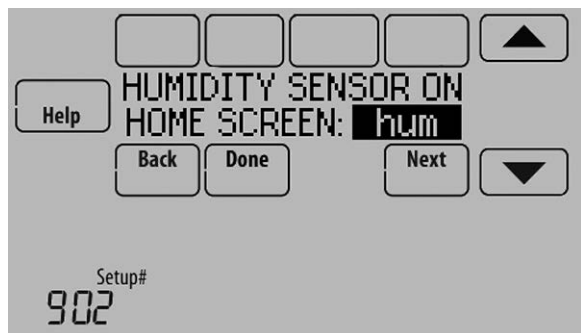 HUMIDITY SENSOR ON
Help
HOME SCREEN: hum
Back Done Next
Setup#
902